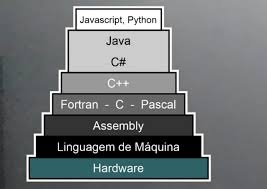 Javascript, Python
Java
C#
C++
Fortran - C - Pascal
Assembly
Linguagem de Máquina
Hardware